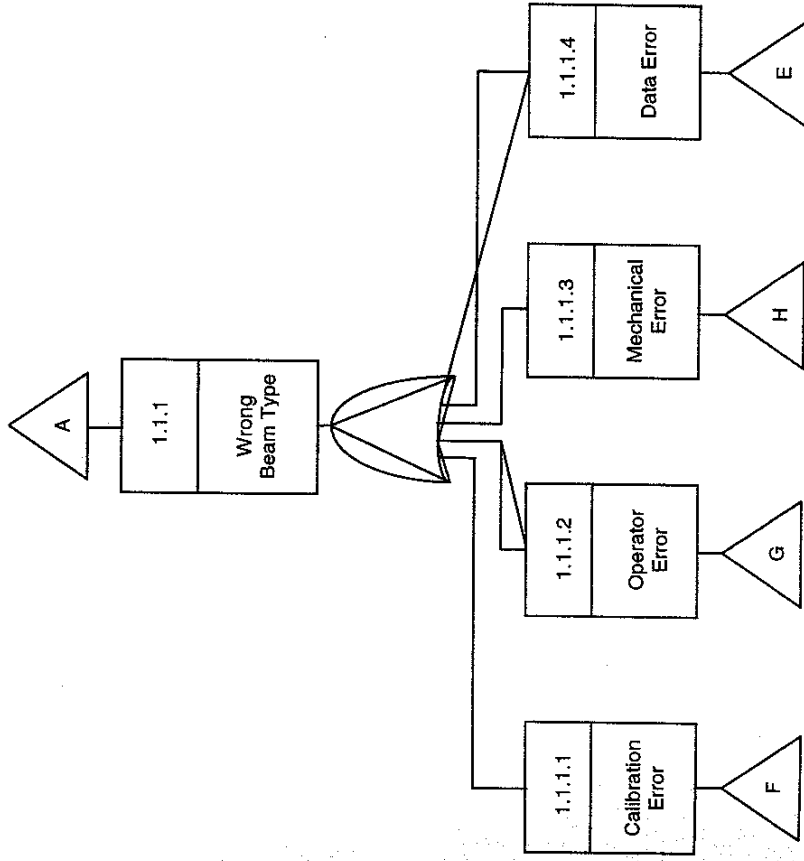 A
1.1.1
Wrong
Beam Type
1.1.1.1
Calibration
Error
F
1.1.1.2
Operator
Error
G
1.1.1.3
Mechanical
Error
H
1.1.1.4
Data Error
E